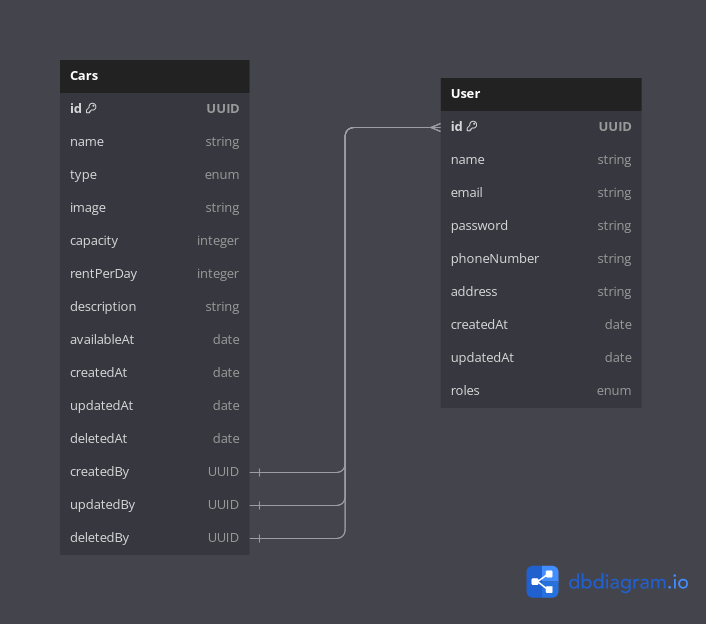 Cars
id UUID
name string
type enum
image string
capacity integer
rentPerDay integer
description string
availableAt date
createdAt date
updatedAt date
deletedAt date
createdBy UUID
updatedBy UUID
deletedBy UUID
User
id UUID
name string
email string
password string
phoneNumber string
address string
createdAt date
updatedAt date
roles enum
dbdiagram.io